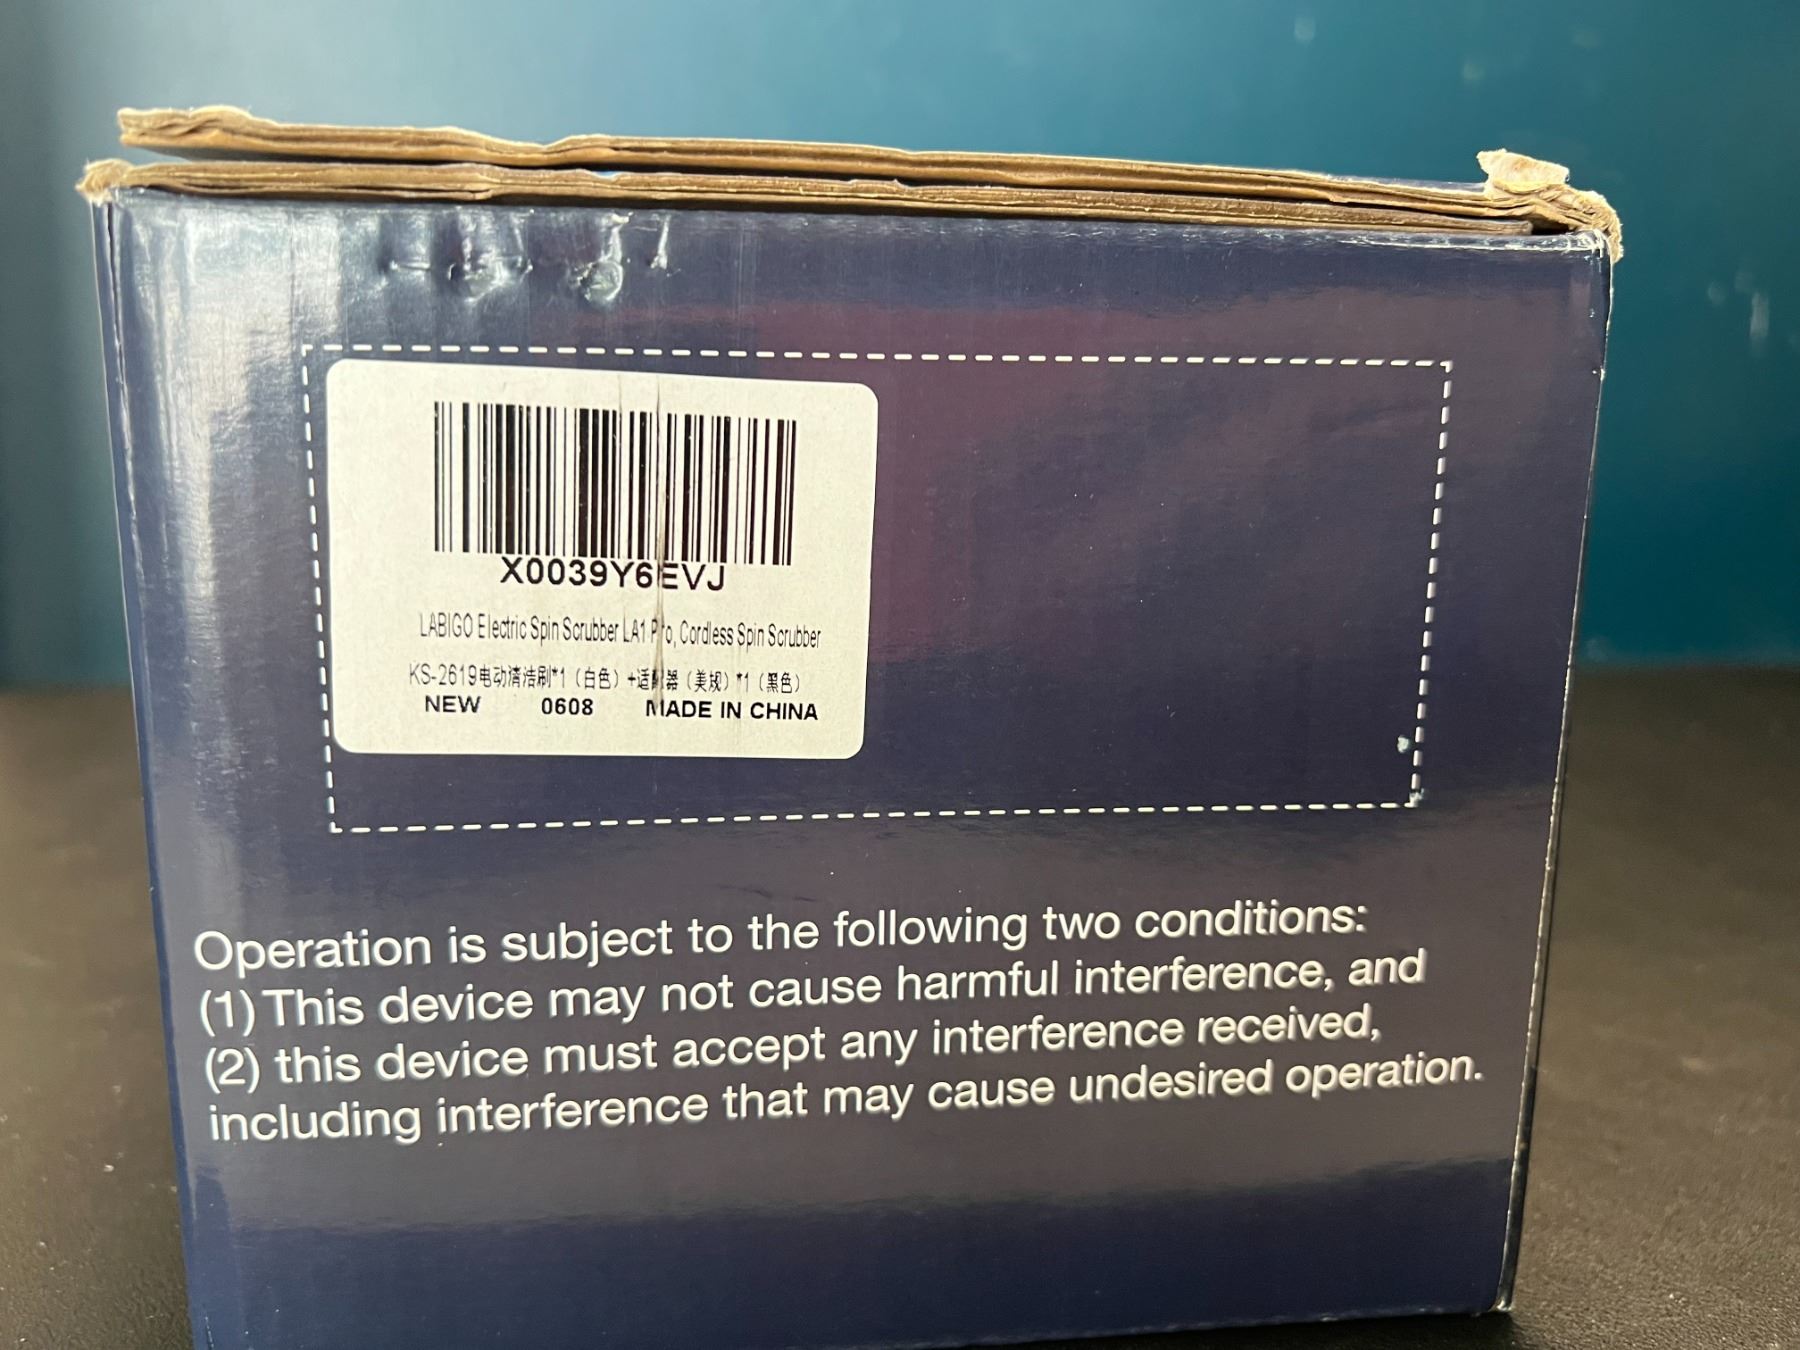 X0039Y6EVJ
LABIGO Electric Spin Scrubber LA1 Pro, Cordless Spin Scrubber
KS-2619电动清洁刷*1（白色）+适配器（美规）*1（黑色）
NEW 0608 MADE IN CHINA
Operation is subject to the following two conditions:
(1) This device may not cause harmful interference, and
(2) this device must accept any interference received,
including interference that may cause undesired operation.